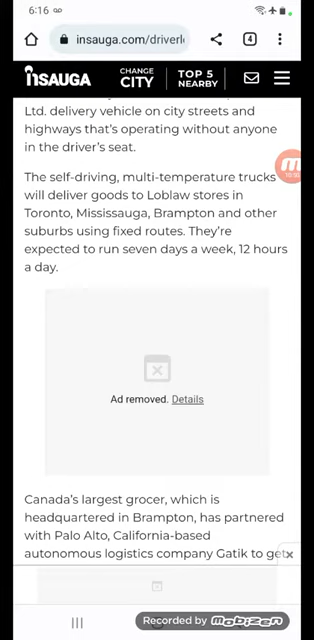 6:16
insauga.com/driverle
4
insauga
CHANGE CITY
TOP 5 NEARBY
Ltd. delivery vehicle on city streets and
highways that's operating without anyone
in the driver's seat.
The self-driving, multi-temperature trucks
will deliver goods to Loblaw stores in
Toronto, Mississauga, Brampton and other
suburbs using fixed routes. They're
expected to run seven days a week, 12 hours
a day.
Ad removed. Details
Canada's largest grocer, which is
headquartered in Brampton, has partnered
with Palo Alto, California-based
autonomous logistics company Gatik to get
Recorded by mobizen